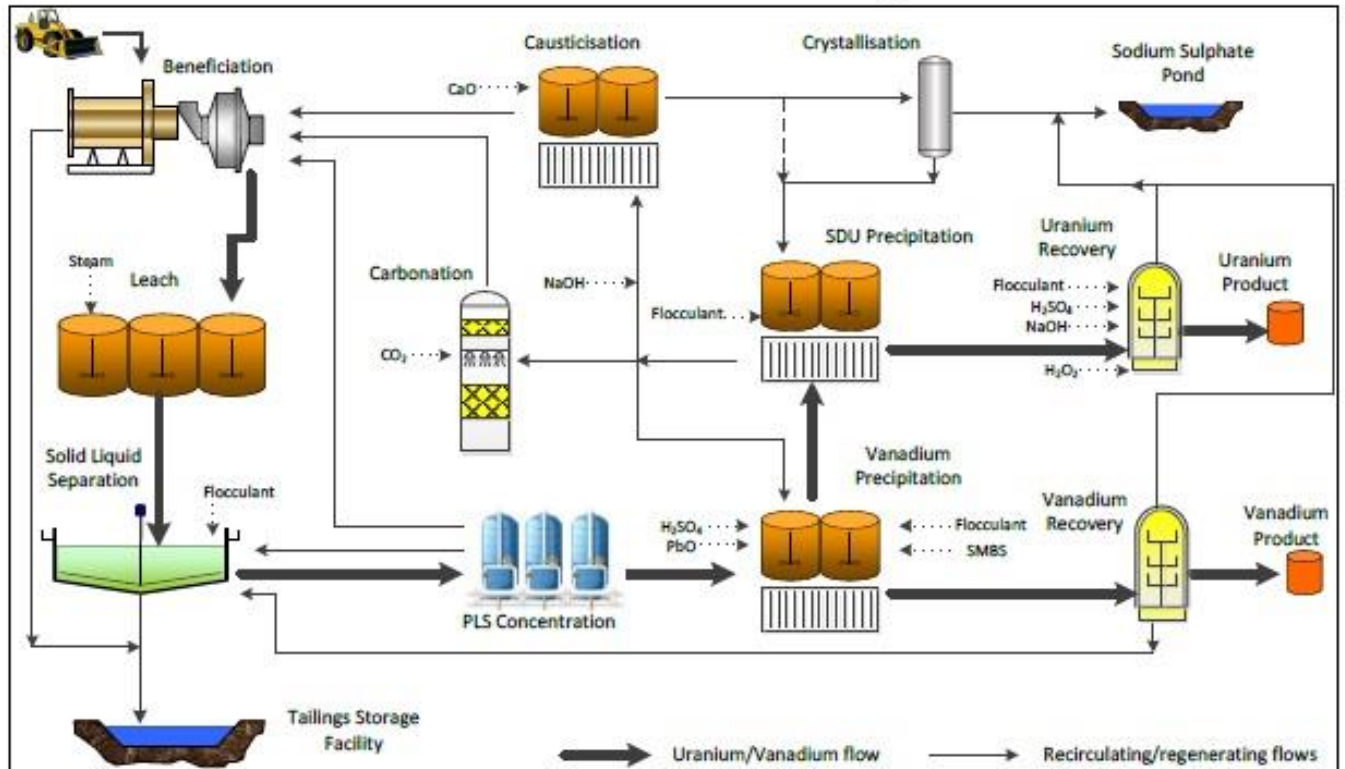 Causticisation
Crystallisation
Sodium Sulphate
Pond
Beneficiation
CaO
SDU Precipitation
Uranium
Recovery
Steam
Leach
Carbonation
NaOH
Flocculant
Flocculant
H₂SO₄
NaOH
H₂O₂
Uranium
Product
CO₂
Solid Liquid
Separation
Flocculant
Vanadium
Precipitation
H₂SO₄
PbO
Flocculant
SMBS
Vanadium
Recovery
Vanadium
Product
PLS Concentration
Tailings Storage
Facility
Uranium/Vanadium flow
Recirculating/regenerating flows